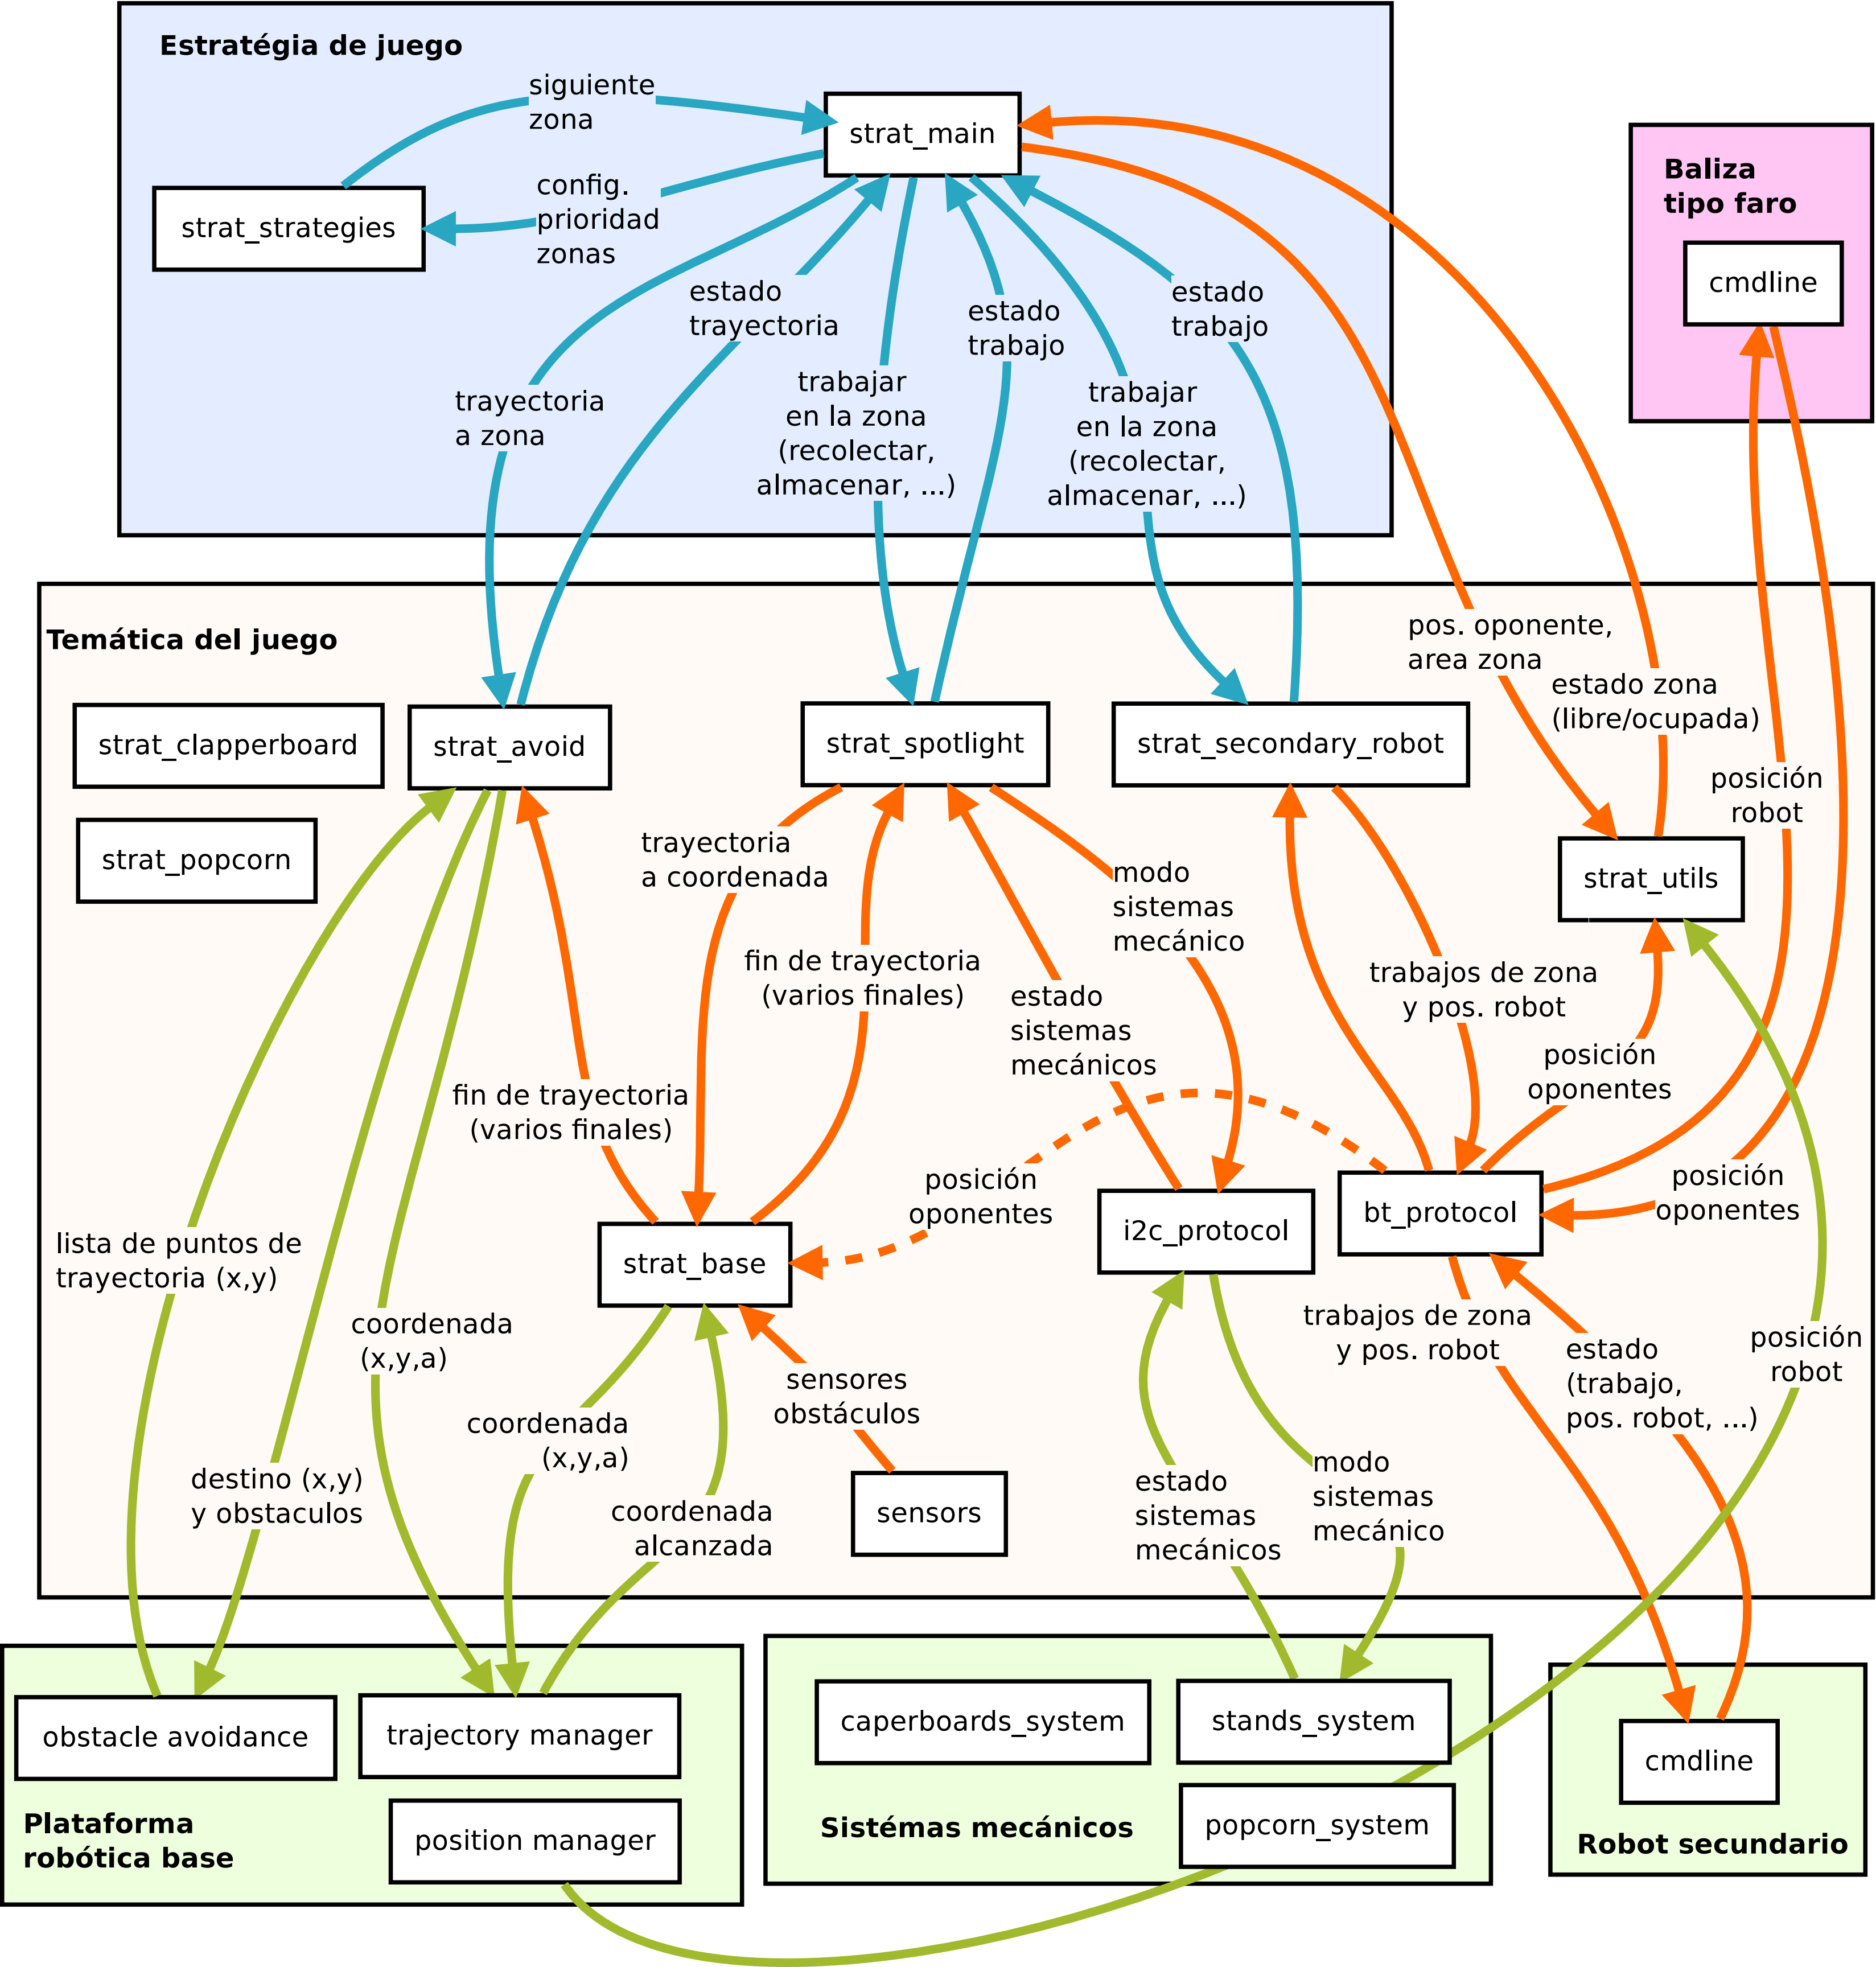 Estratégia de juego
siguiente
zona
strat_main
config.
prioridad
zonas
strat_strategies
Baliza
tipo faro
cmdline
estado
trayectoria
estado
trabajo
estado
trabajo
trayectoria
a zona
trabajar
en la zona
(recolectar,
almacenar, ...)
trabajar
en la zona
(recolectar,
almacenar, ...)
Temática del juego
pos. oponente,
area zona
estado zona
(libre/ocupada)
posición
robot
strat_clapperboard
strat_avoid
strat_spotlight
strat_secondary_robot
strat_popcorn
strat_utils
trayectoria
a coordenada
modo
sistemas
mecánico
fin de trayectoria
(varios finales)
estado
sistemas
mecánicos
trabajos de zona
y pos. robot
posición
oponentes
fin de trayectoria
(varios finales)
posición
oponentes
posición
oponentes
strat_base
i2c_protocol
bt_protocol
lista de puntos de
trayectoria (x,y)
coordenada
(x,y,a)
trabajos de zona
y pos. robot
estado
(trabajo,
pos. robot, ...)
posición
robot
sensores
obstáculos
coordenada
(x,y,a)
destino (x,y)
y obstaculos
coordenada
alcanzada
sensors
estado
sistemas
mecánicos
modo
sistemas
mecánico
obstacle avoidance
trajectory manager
position manager
Plataforma
robótica base
caperboards_system
stands_system
popcorn_system
Sistémas mecánicos
cmdline
Robot secundario